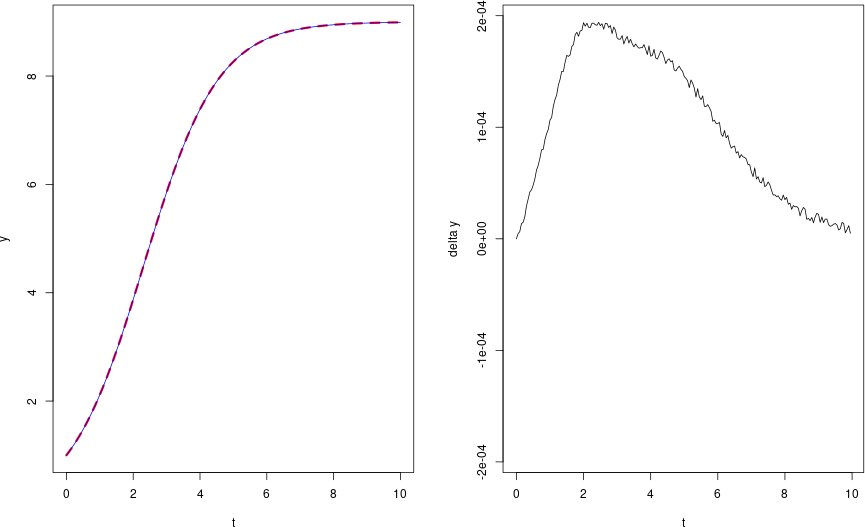 y
8
6
4
2
0 2 4 6 8 10
t
delta y
2e-04
1e-04
0e+00
-1e-04
-2e-04
0 2 4 6 8 10
t